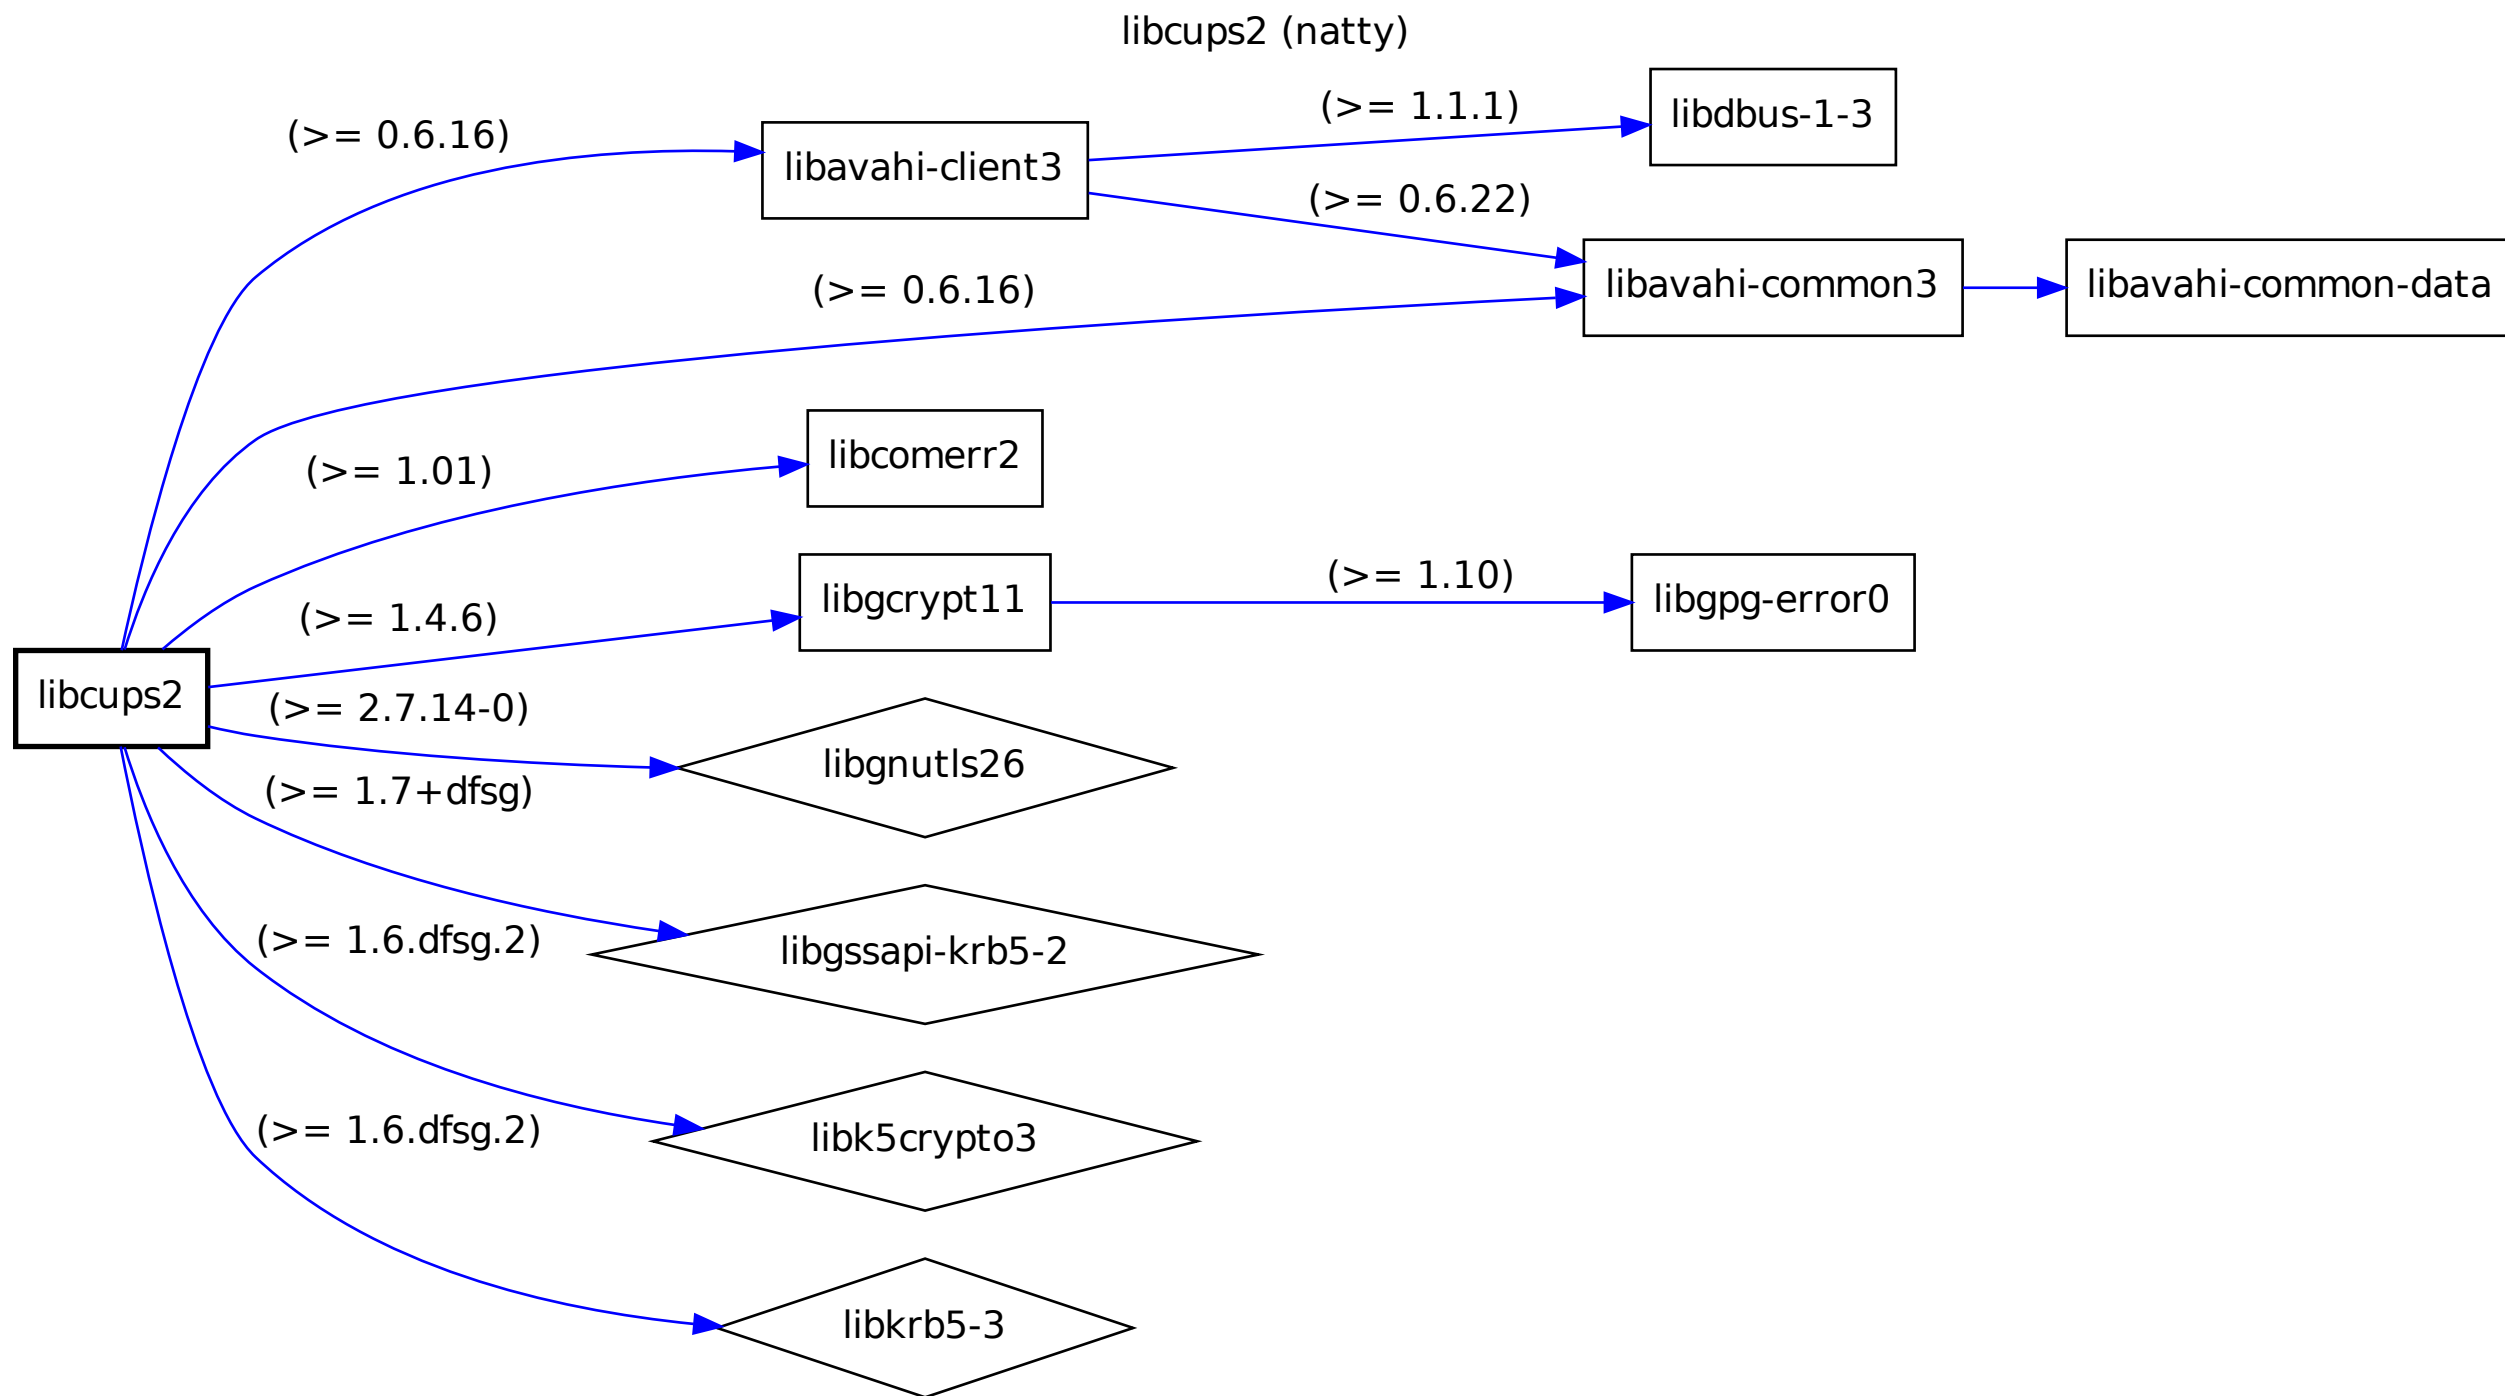 libcups2 (natty)
(>= 1.1.1)
libdbus-1-3
(>= 0.6.16)
libavahi-client3
(>= 0.6.22)
(>= 0.6.16)
libavahi-common3
libavahi-common-data
(>= 1.01)
libcomerr2
(>= 1.4.6)
libgcrypt11
(>= 1.10)
libgpg-error0
libcups2
(>= 2.7.14-0)
libgnutls26
(>= 1.7+dfsg)
libgssapi-krb5-2
(>= 1.6.dfsg.2)
libk5crypto3
(>= 1.6.dfsg.2)
libkrb5-3